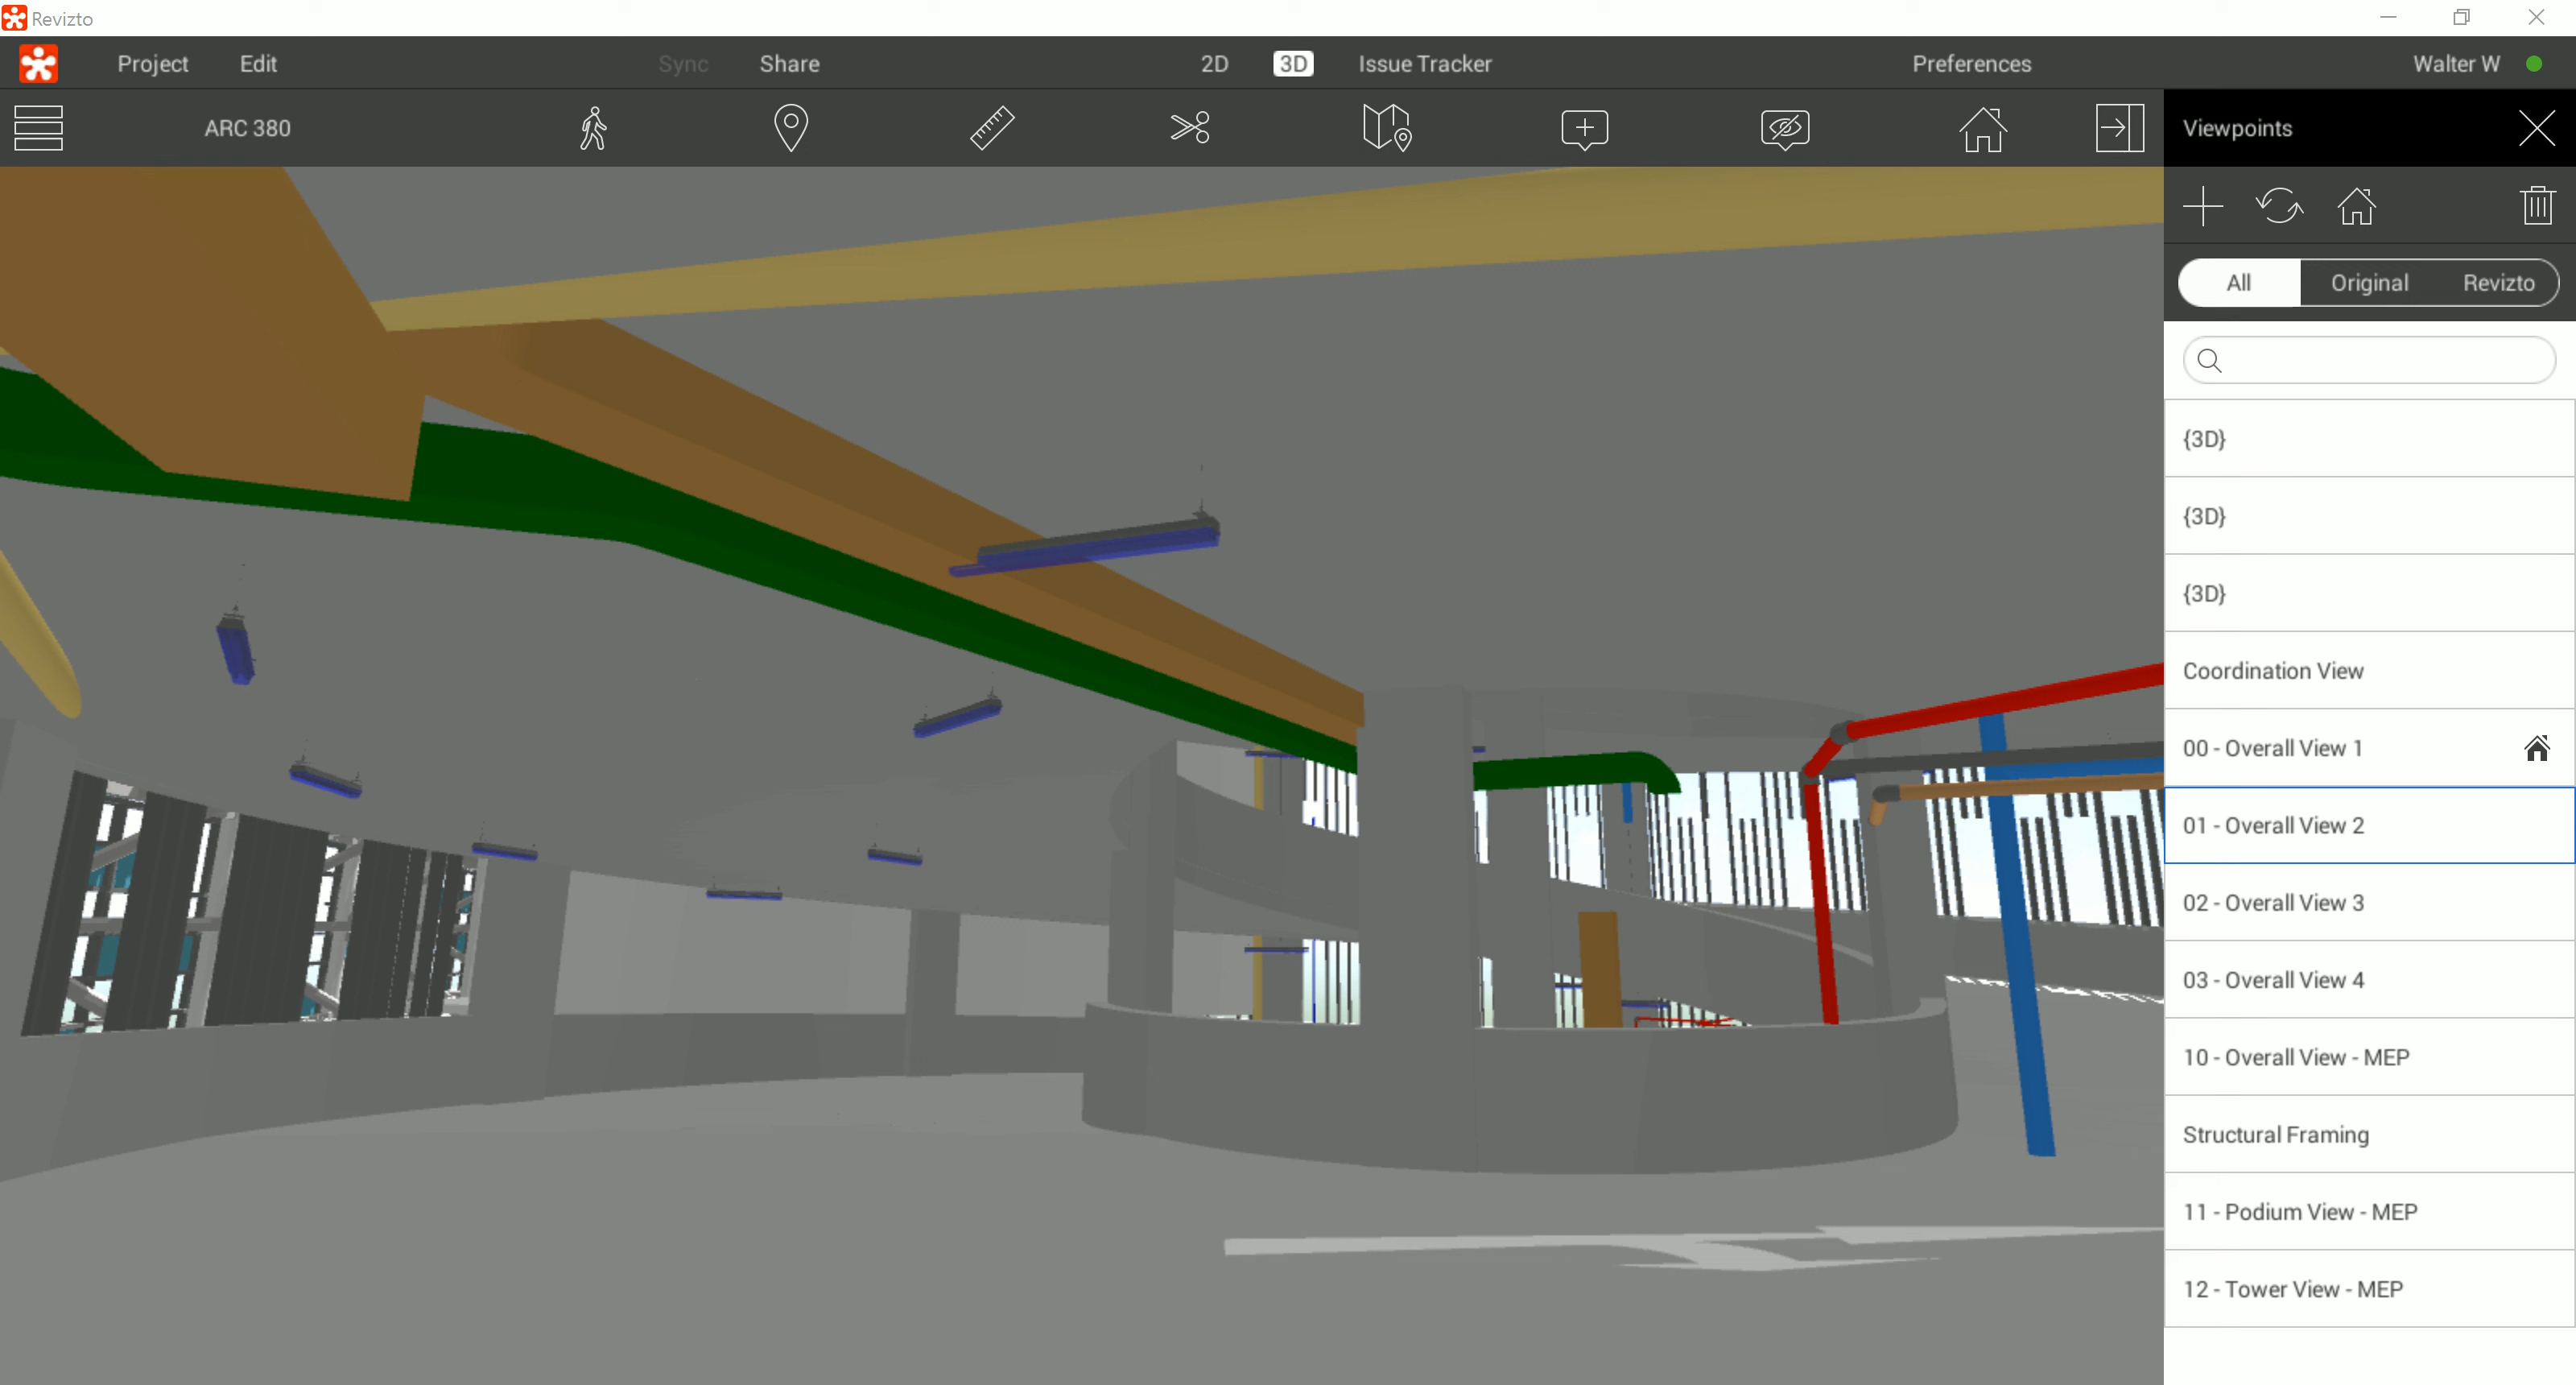 Revizto
Project Edit Sync Share 2D 3D Issue Tracker Preferences Walter W
ARC 380
Viewpoints
All Original Revizto
{3D}
{3D}
{3D}
Coordination View
00 - Overall View 1
01 - Overall View 2
02 - Overall View 3
03 - Overall View 4
10 - Overall View - MEP
Structural Framing
11 - Podium View - MEP
12 - Tower View - MEP